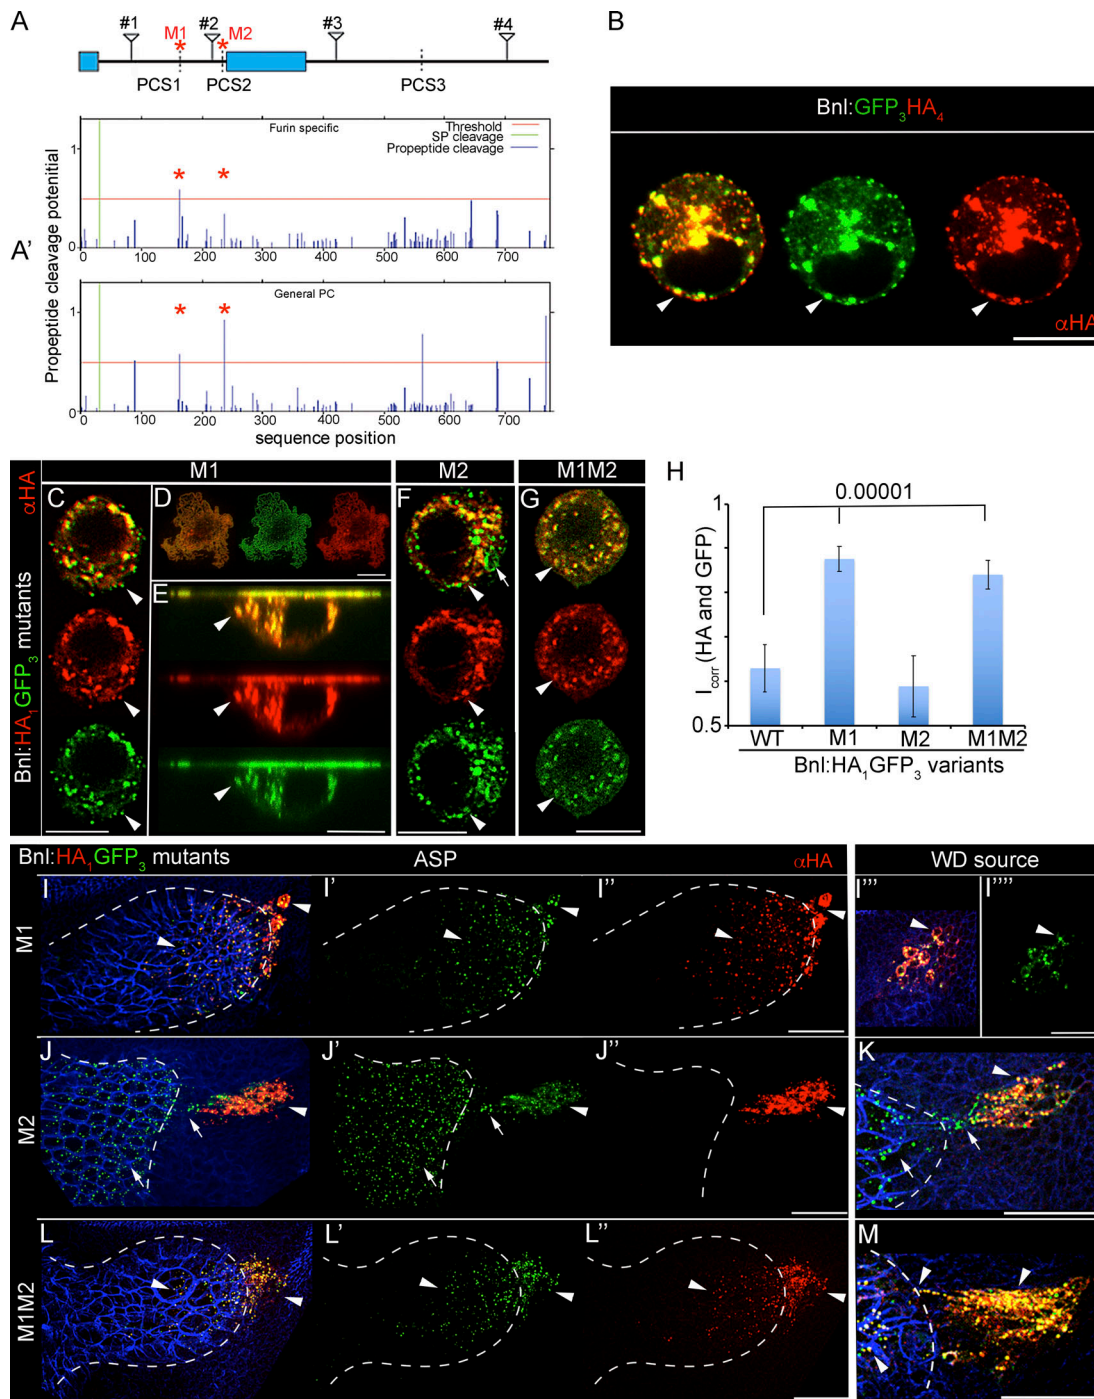 A
#1
M1
#2
M2
#3
#4
PCS1
PCS2
PCS3
Furin specific
Threshold
SP cleavage
Propeptide cleavage
1
0
0 100 200 300 400 500 600 700
A'
General PC
1
0
0 100 200 300 400 500 600 700
Propeptide cleavage potenitial
sequence position
B
Bnl:GFP3HA4
αHA
αHA
Bnl:HA1GFP3 mutants
M1
M2
M1M2
C
D
E
F
G
H
0.00001
1
0.5
Icorr (HA and GFP)
WT M1 M2 M1M2
Bnl:HA1GFP3 variants
Bnl:HA1GFP3 mutants
ASP
αHA
WD source
M1
I
I'
I''
I'''
I''''
M2
J
J'
J''
K
M1M2
L
L'
L''
M